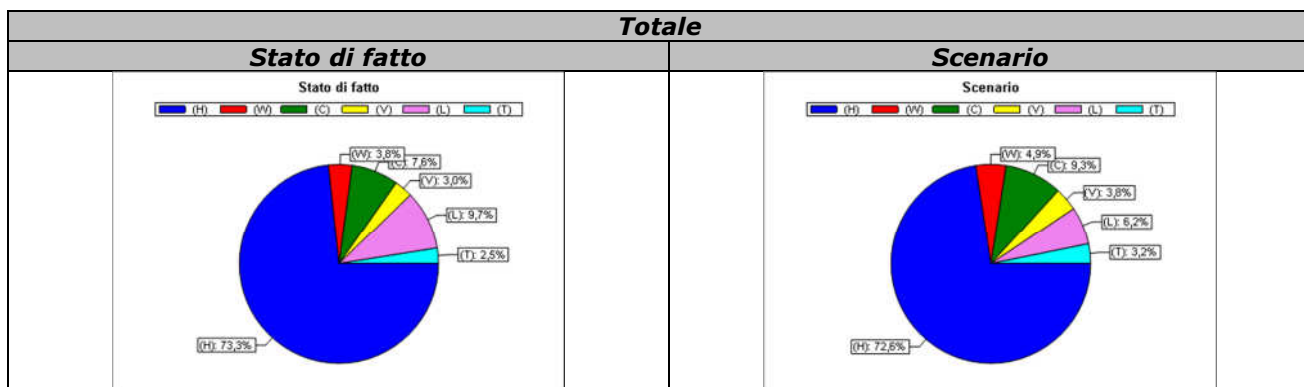 Totale
Stato di fatto
Scenario
Stato di fatto
(H) (W) (C) (V) (L) (T)
(W): 3,8%
(C): 7,6%
(V): 3,0%
(L): 9,7%
(T): 2,5%
(H): 73,3%
Scenario
(H) (W) (C) (V) (L) (T)
(W): 4,9%
(C): 9,3%
(V): 3,8%
(L): 6,2%
(T): 3,2%
(H): 72,6%